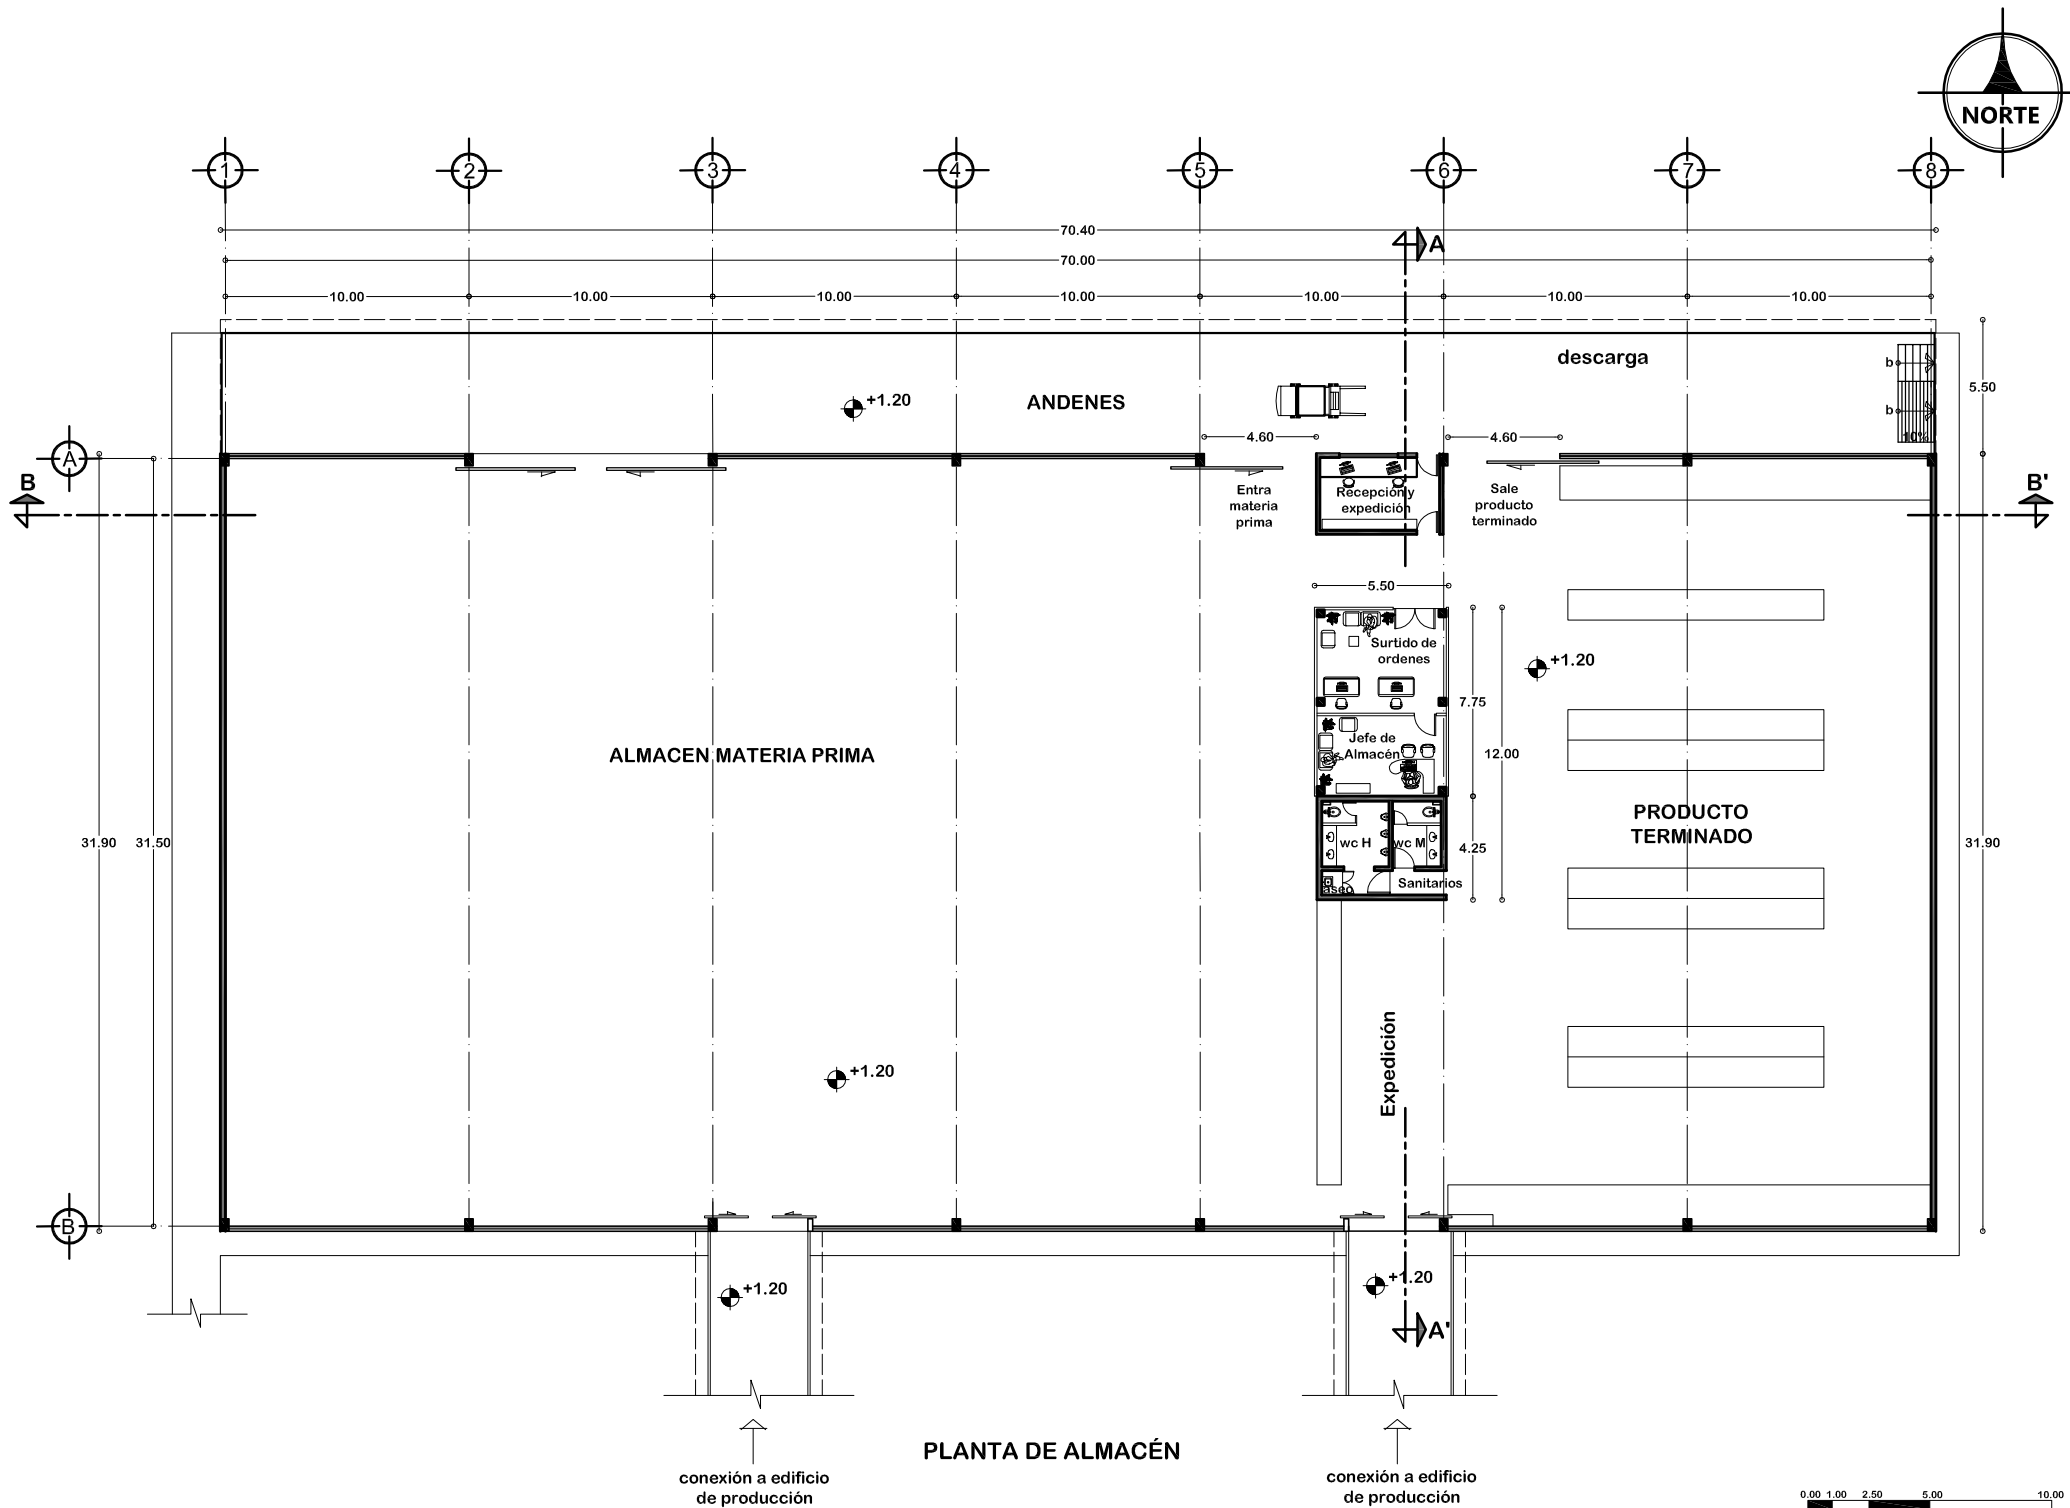 NORTE
1
2
3
4
5
6
7
8
70.40
A
70.00
10.00
10.00
10.00
10.00
10.00
10.00
10.00
descarga
b
5.50
+1.20
ANDENES
b
4.60
4.60
10%
A
B
B'
Entra
materia
prima
Recepción y
expedición
Sale
producto
terminado
5.50
Surtido de
ordenes
+1.20
7.75
Jefe de
Almacén
12.00
ALMACEN MATERIA PRIMA
PRODUCTO
TERMINADO
31.90
31.50
wc H
wc M
4.25
31.90
aseo
Sanitarios
Expedición
+1.20
B
+1.20
+1.20
A'
PLANTA DE ALMACÉN
conexión a edificio
de producción
conexión a edificio
de producción
0.00 1.00 2.50 5.00 10.00